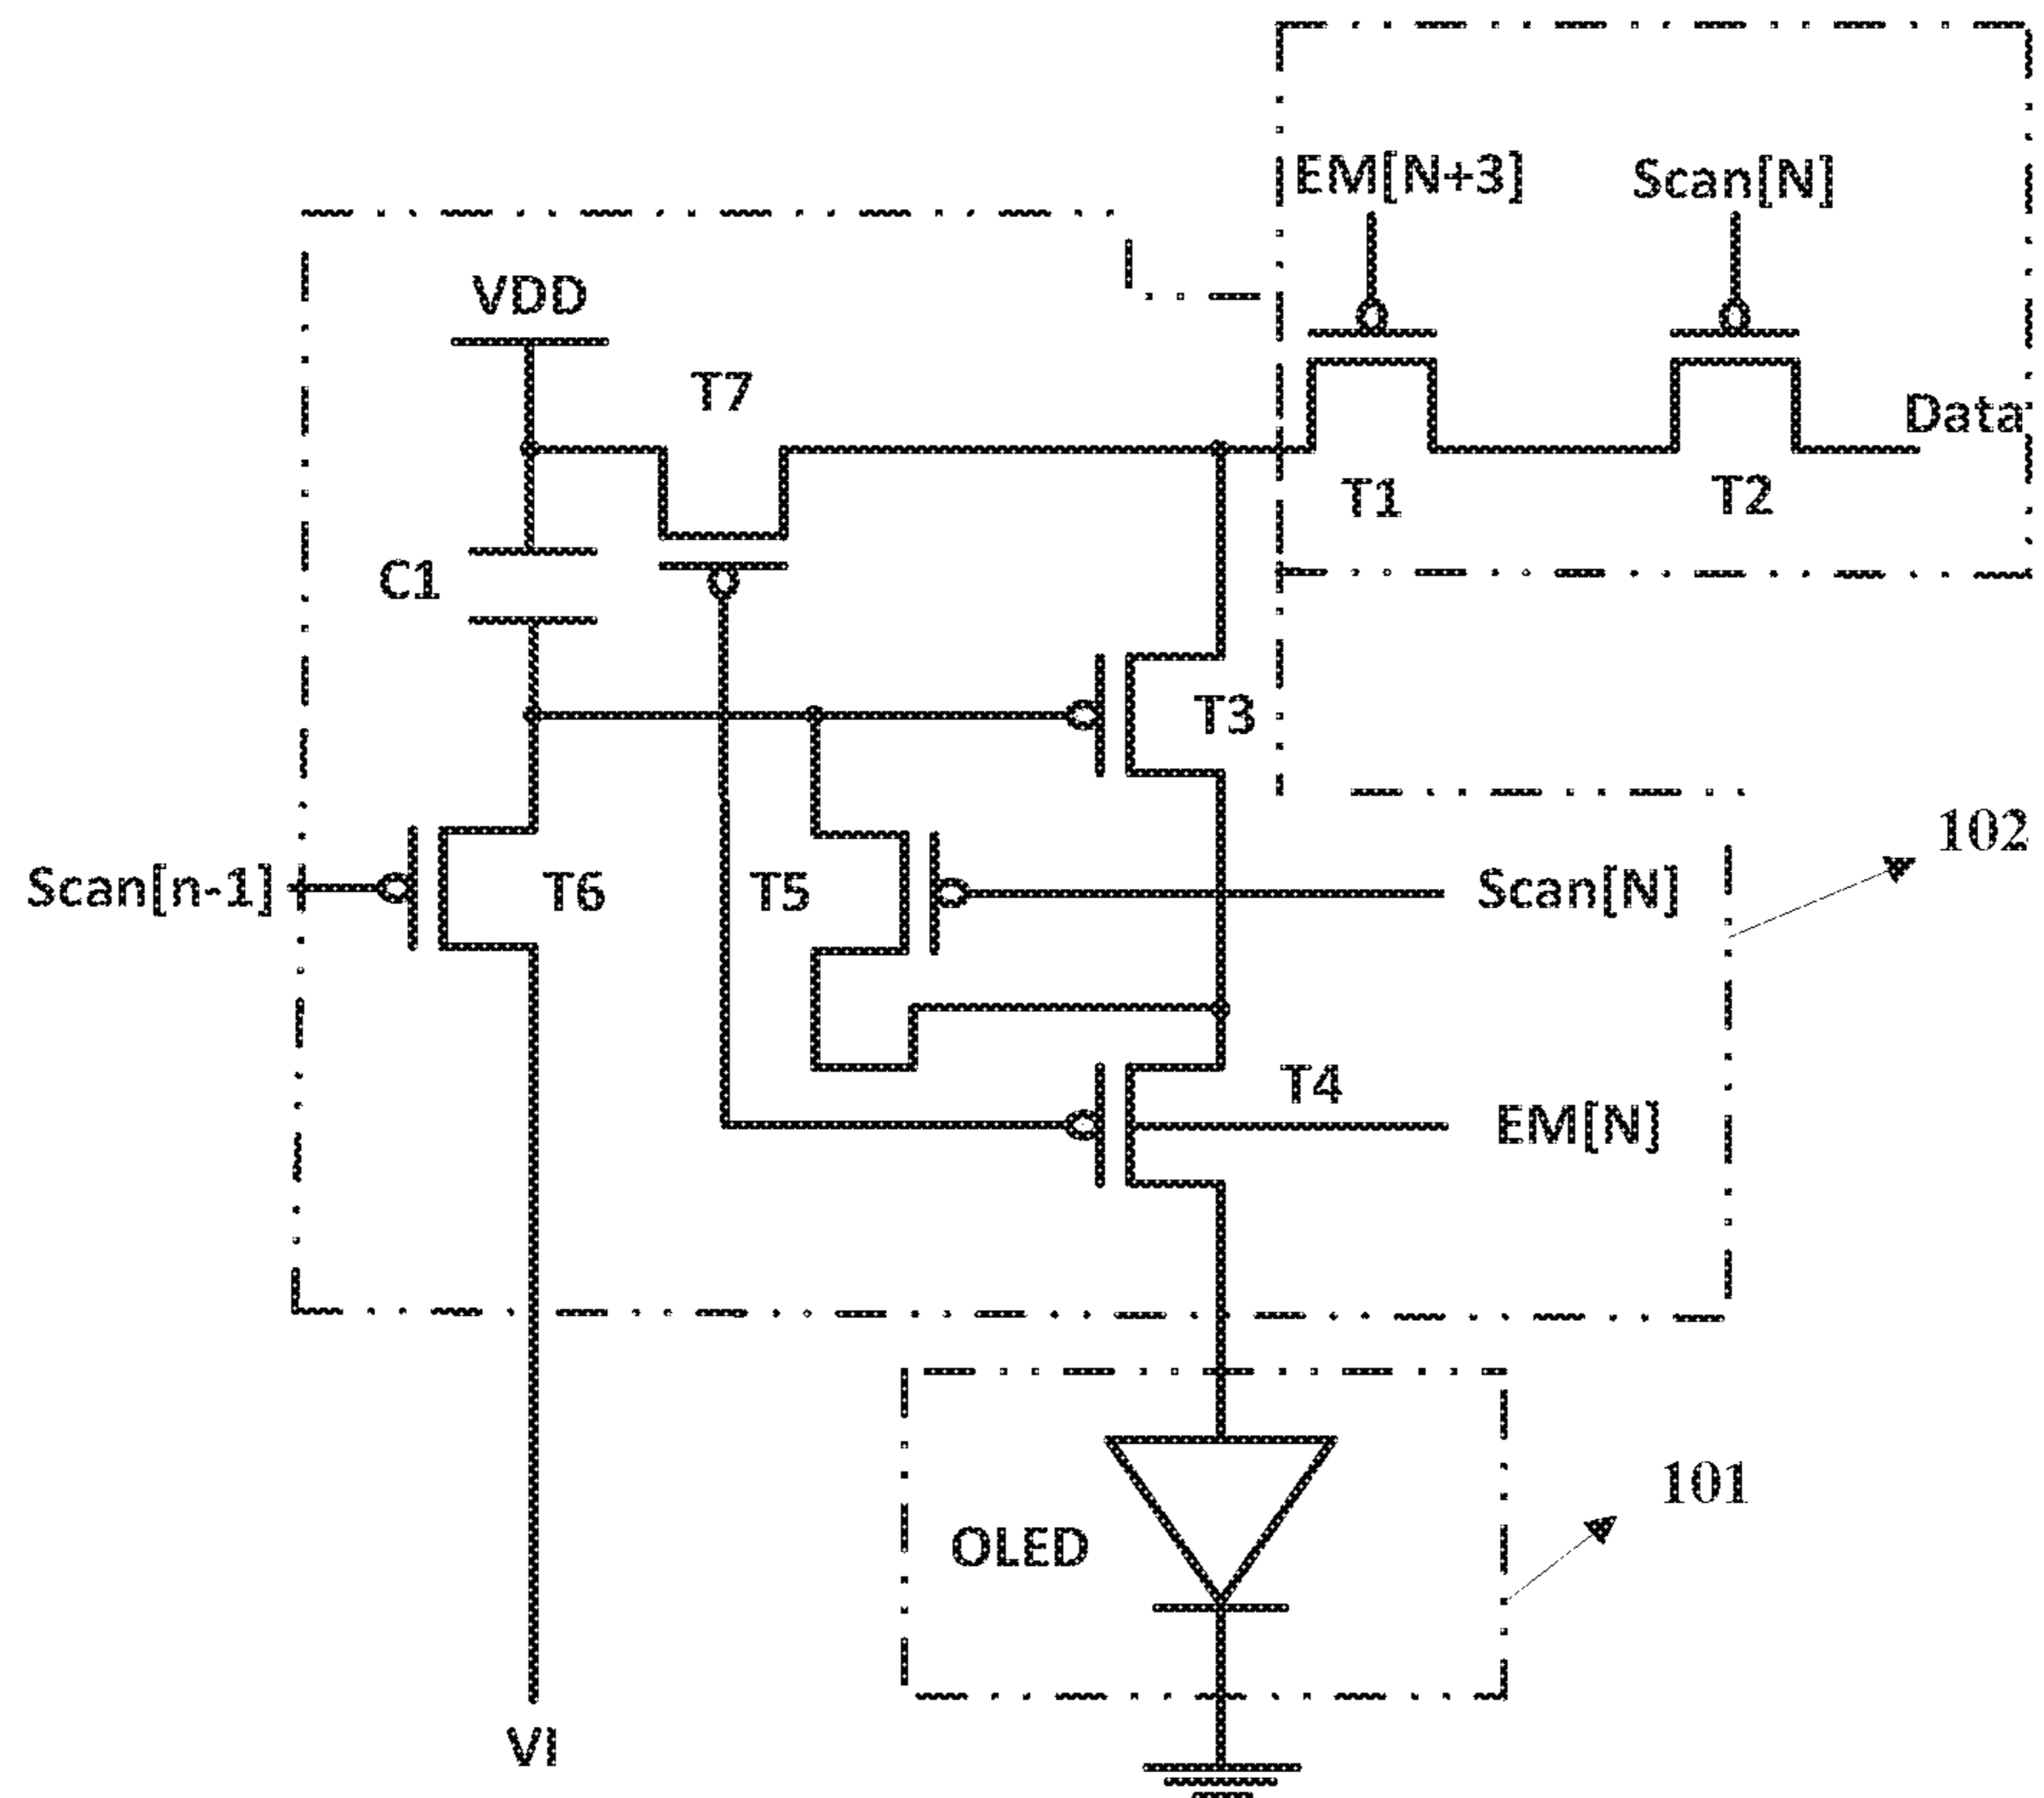 EM[N+3] Scan[N]
VDD
T7
Data
T1 T2
C1
T3
102
Scan[n-1] T6 T5 Scan[N]
T4
EM[N]
101
OLED
VI